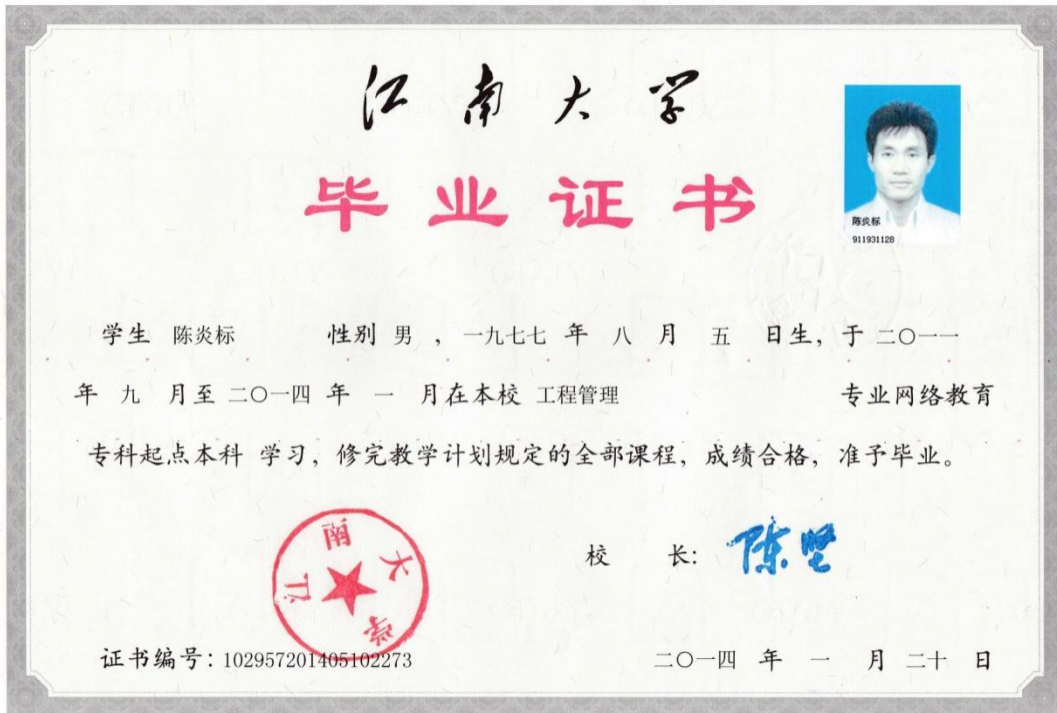 江南大学
毕业证书
陈炎标
911931128
学生 陈炎标 性别 男 ，一九七七 年 八 月 五 日生，于 二〇一一
年 九 月至 二〇一四 年 一 月在本校 工程管理 专业网络教育
专科起点本科 学习，修完教学计划规定的全部课程，成绩合格，准予毕业。
江南大学
校 长：陈坚
证书编号：102957201405102273
二〇一四 年 一 月 二十 日